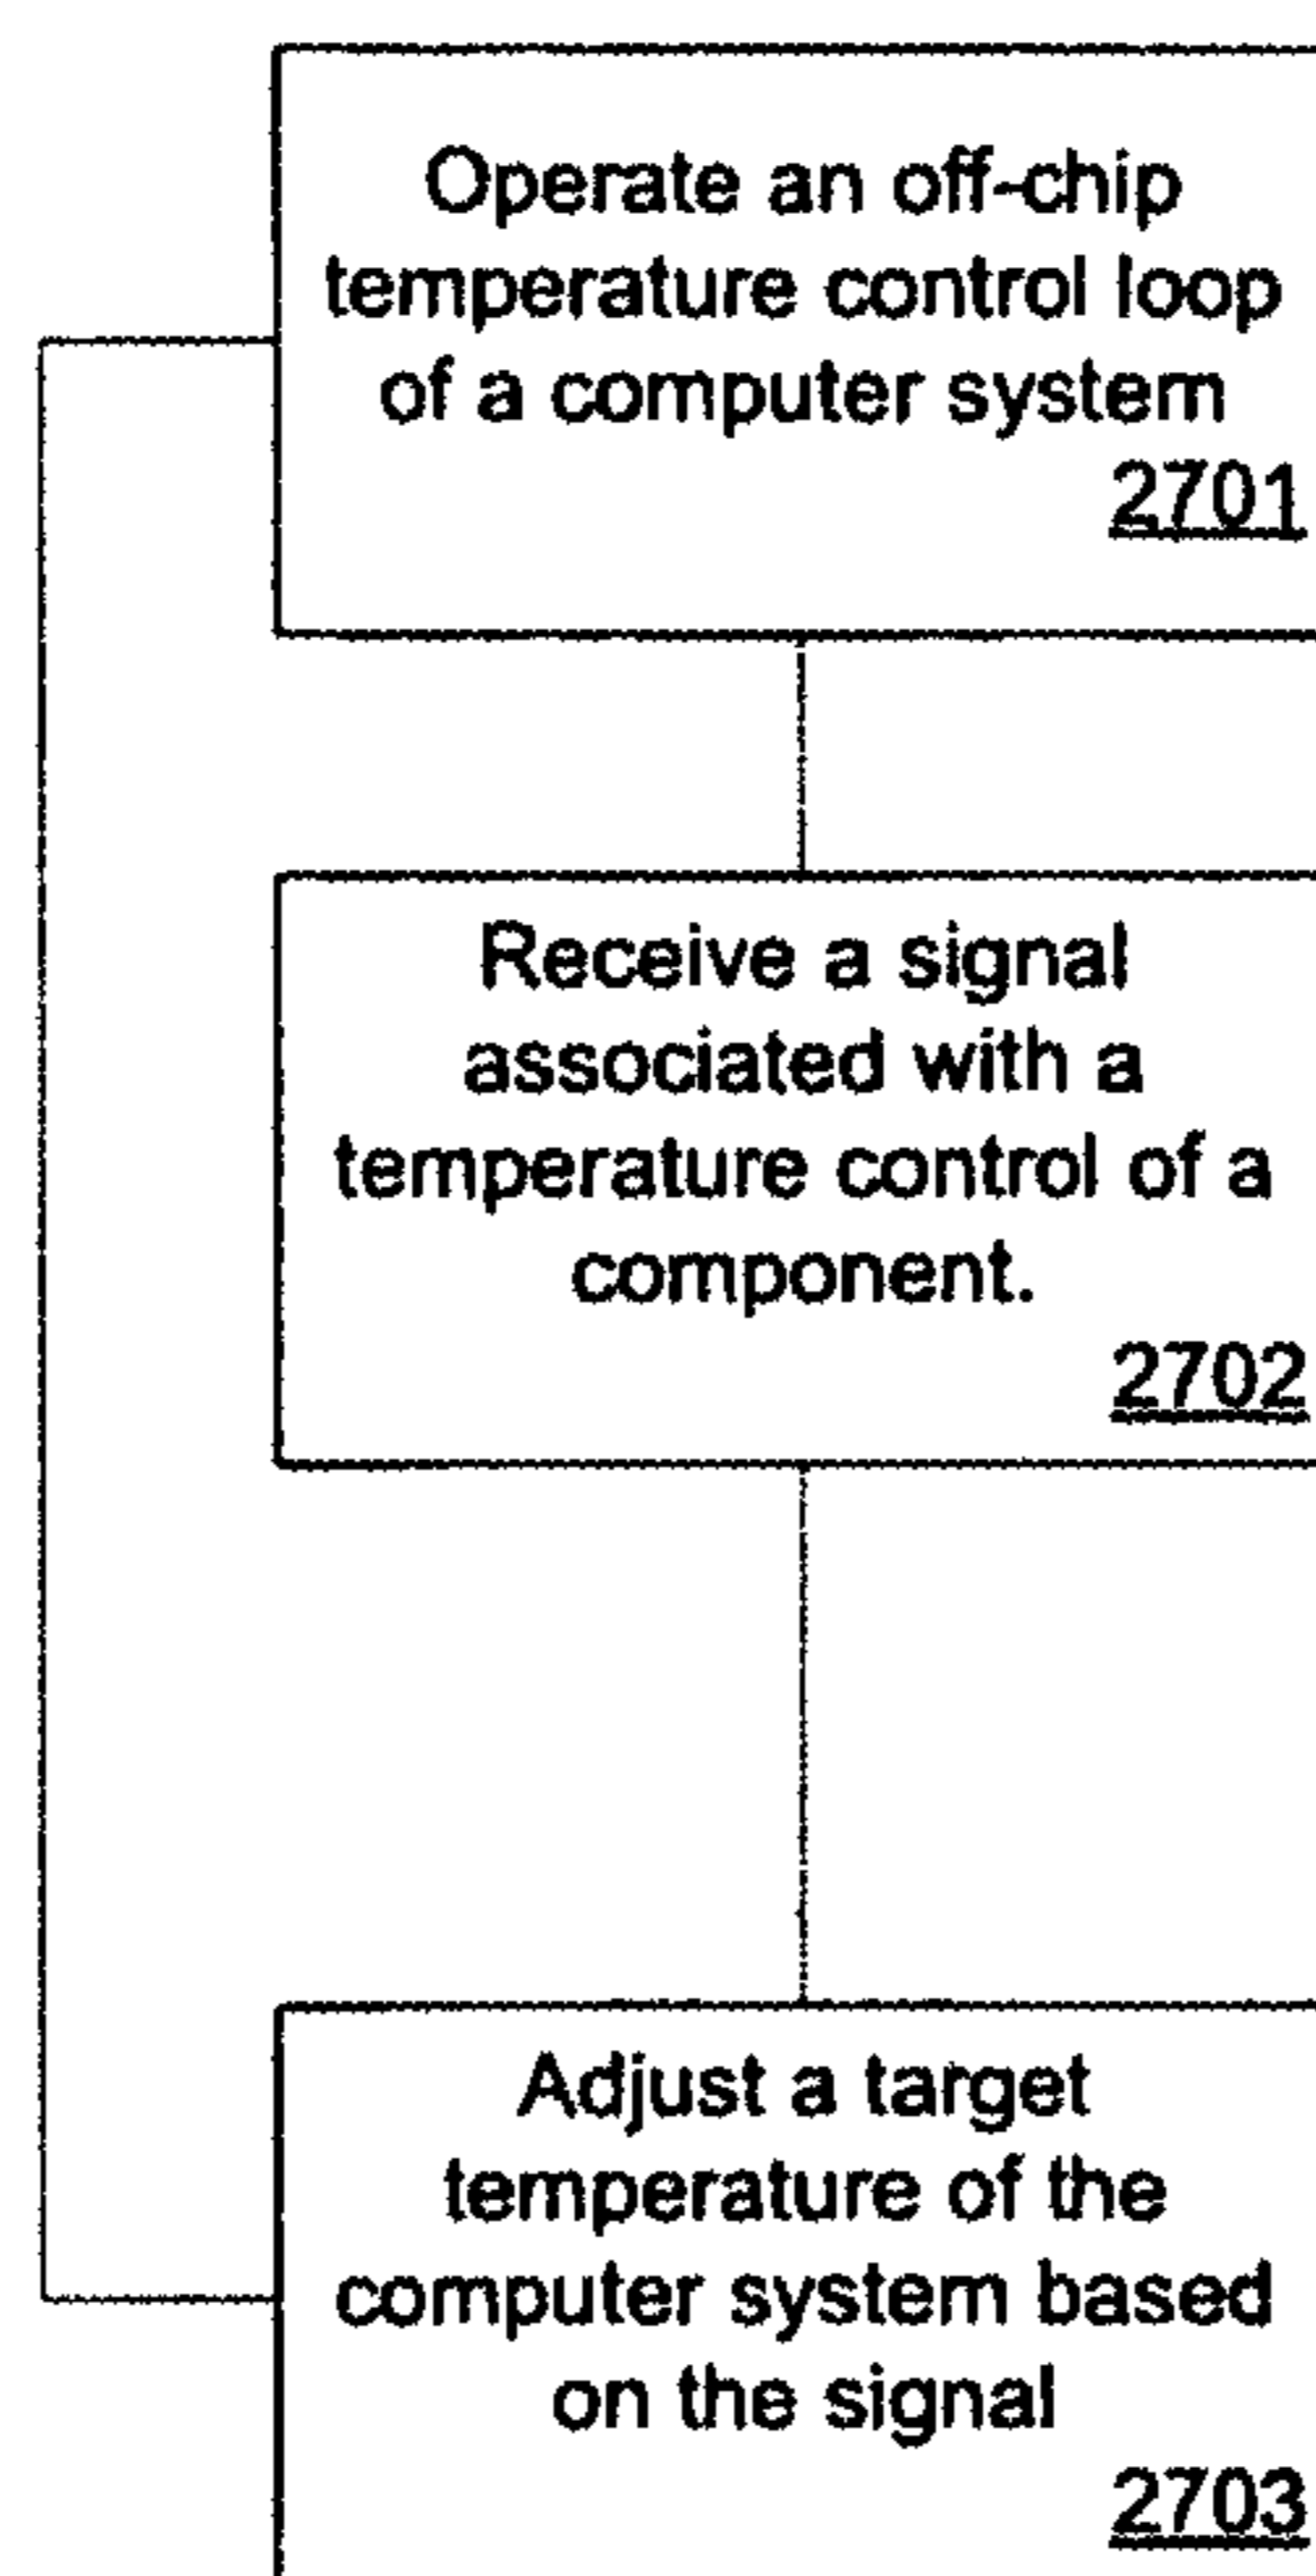 Operate an off-chip
temperature control loop
of a computer system
2701
Receive a signal
associated with a
temperature control of a
component.
2702
Adjust a target
temperature of the
computer system based
on the signal
2703